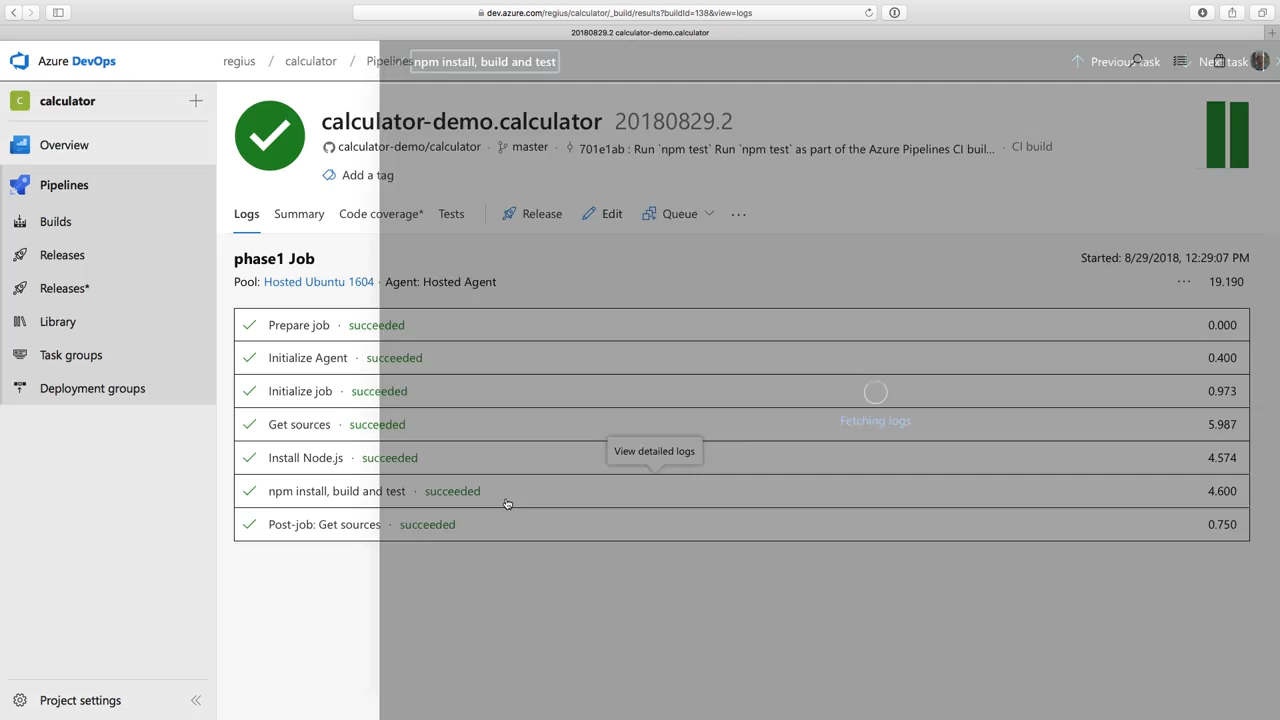 dev.azure.com/regius/calculator/_build/results?buildId=138&view=logs
20180829.2 calculator-demo.calculator
Azure DevOps
regius / calculator / Pipelines
npm install, build and test
Previous task
Next task
C calculator
Overview
Pipelines
Builds
Releases
Releases*
Library
Task groups
Deployment groups
Project settings
calculator-demo.calculator 20180829.2
calculator-demo/calculator · master · 701e1ab : Run `npm test` Run `npm test` as part of the Azure Pipelines CI buil... · CI build
Add a tag
Logs Summary Code coverage* Tests Release Edit Queue ...
phase1 Job
Started: 8/29/2018, 12:29:07 PM
Pool: Hosted Ubuntu 1604 · Agent: Hosted Agent
... 19.190
Prepare job · succeeded 0.000
Initialize Agent · succeeded 0.400
Initialize job · succeeded 0.973
Get sources · succeeded 5.987
Fetching logs
Install Node.js · succeeded 4.574
View detailed logs
npm install, build and test · succeeded 4.600
Post-job: Get sources · succeeded 0.750